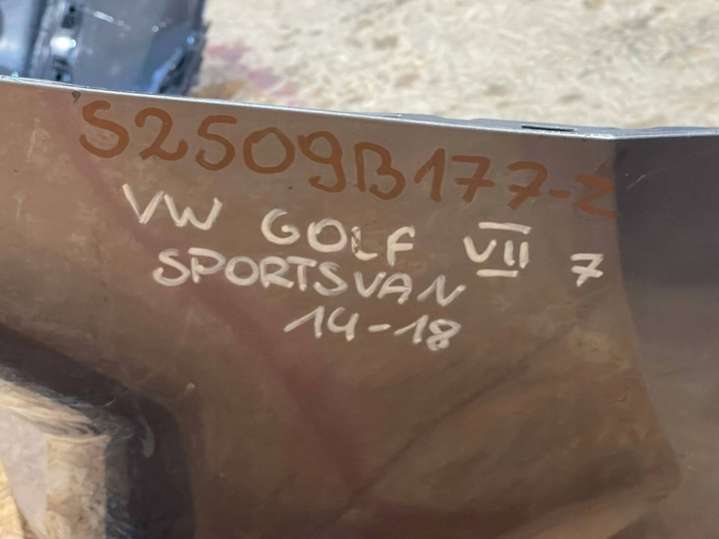 S2509B177-Z
VW GOLF VII 7
SPORTSVAN
14-18